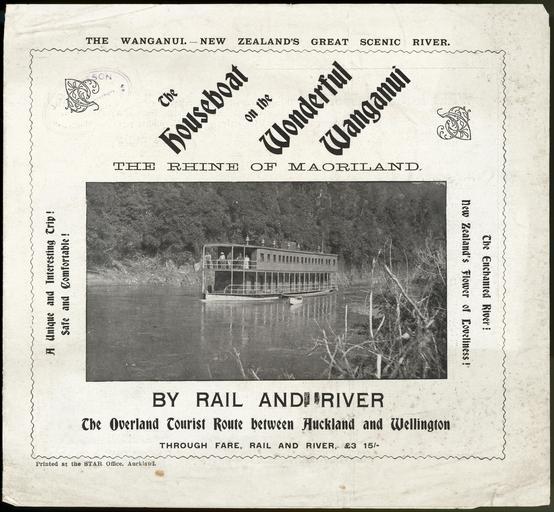 THE WANGANUI.—NEW ZEALAND'S GREAT SCENIC RIVER.
The Houseboat on the Wonderful Wanganui
THE RHINE OF MAORILAND.
A Unique and Interesting Trip!
Safe and Comfortable!
The Enchanted River!
New Zealand's Flower of Loveliness!
BY RAIL AND RIVER
The Overland Tourist Route between Auckland and Wellington
THROUGH FARE, RAIL AND RIVER, £3 15/-
Printed at the STAR Office, Auckland.